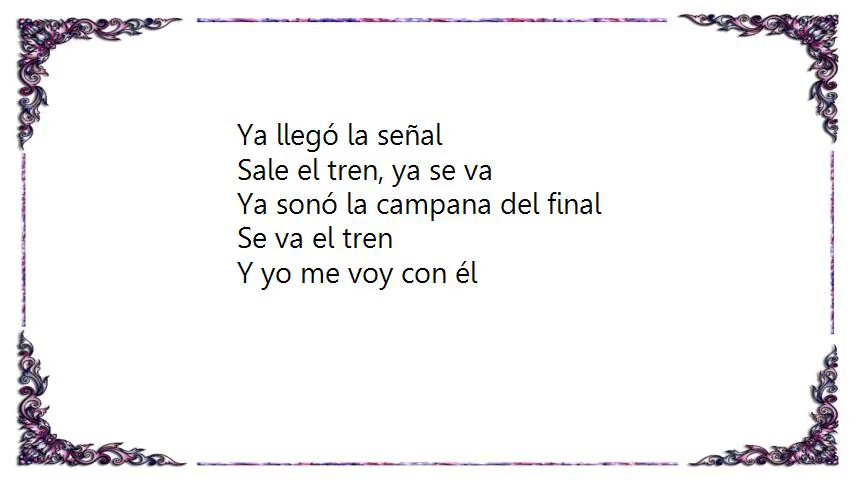 Ya llegó la señal
Sale el tren, ya se va
Ya sonó la campana del final
Se va el tren
Y yo me voy con él